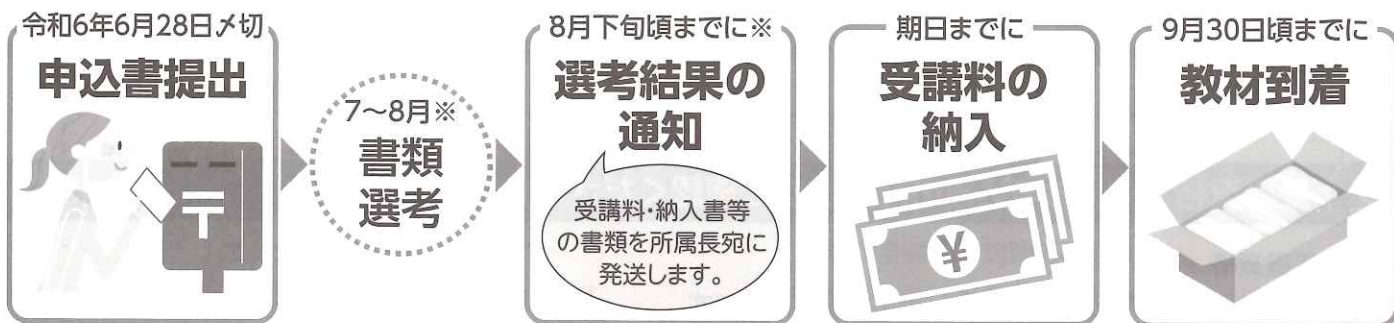 令和6年6月28日〆切
申込書提出
7〜8月※
書類
選考
8月下旬頃までに※
選考結果の
通知
受講料・納入書等
の書類を所属長宛に
発送します。
期日までに
受講料の
納入
¥
9月30日頃までに
教材到着